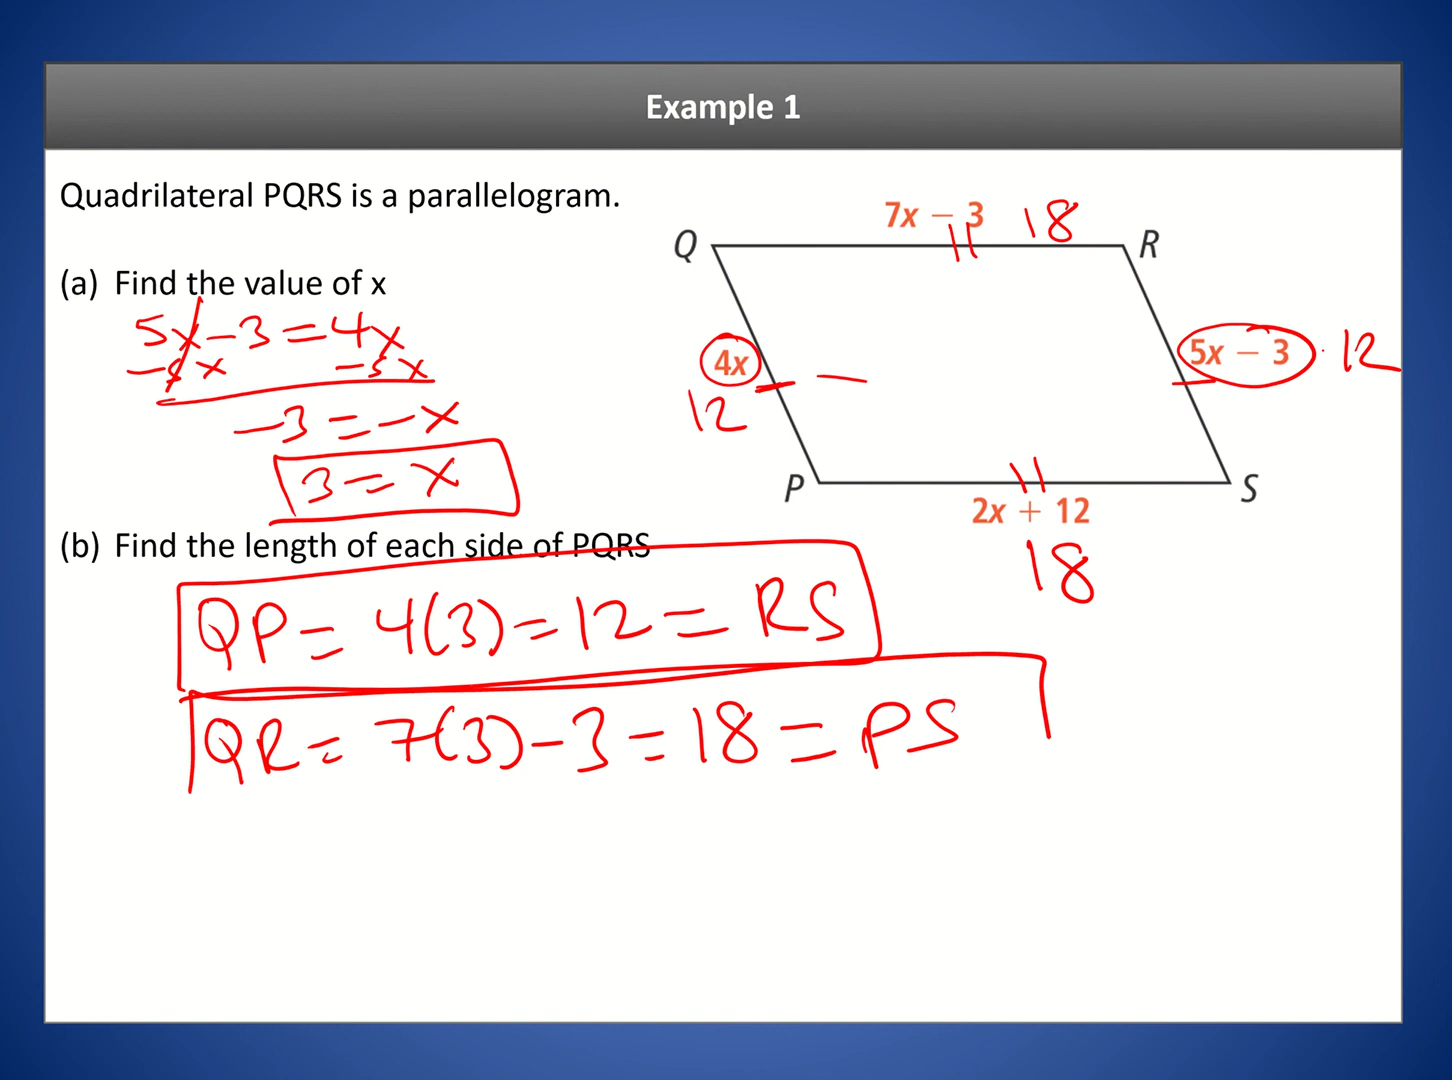 Example 1
Quadrilateral PQRS is a parallelogram.
(a) Find the value of x
5x - 3 = 4x
-5x -5x
-3 = -x
3 = x
7x − 3 18
Q R
4x
12
5x − 3 12
P S
2x + 12
18
(b) Find the length of each side of PQRS
QP = 4(3) = 12 = RS
QR = 7(3) - 3 = 18 = PS